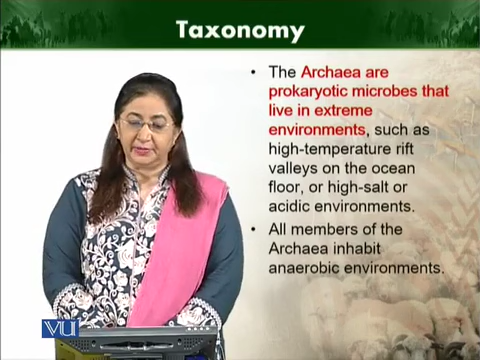 Taxonomy
• The Archaea are
prokaryotic microbes that
live in extreme
environments, such as
high-temperature rift
valleys on the ocean
floor, or high-salt or
acidic environments.
• All members of the
Archaea inhabit
anaerobic environments.
VU